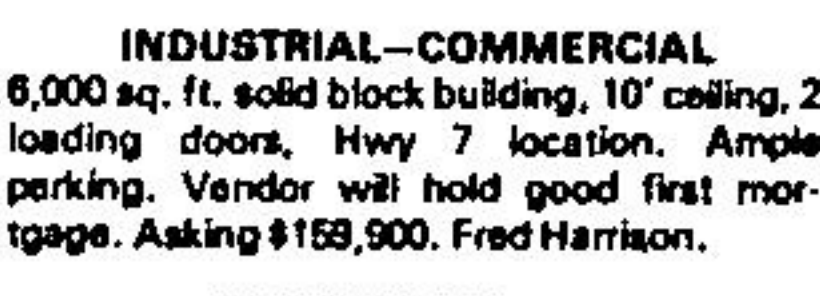 INDUSTRIAL—COMMERCIAL
6,000 sq. ft. solid block building, 10' ceiling, 2
loading doors, Hwy 7 location. Ample
parking. Vendor will hold good first mor-
tgage. Asking $159,900. Fred Harrison.